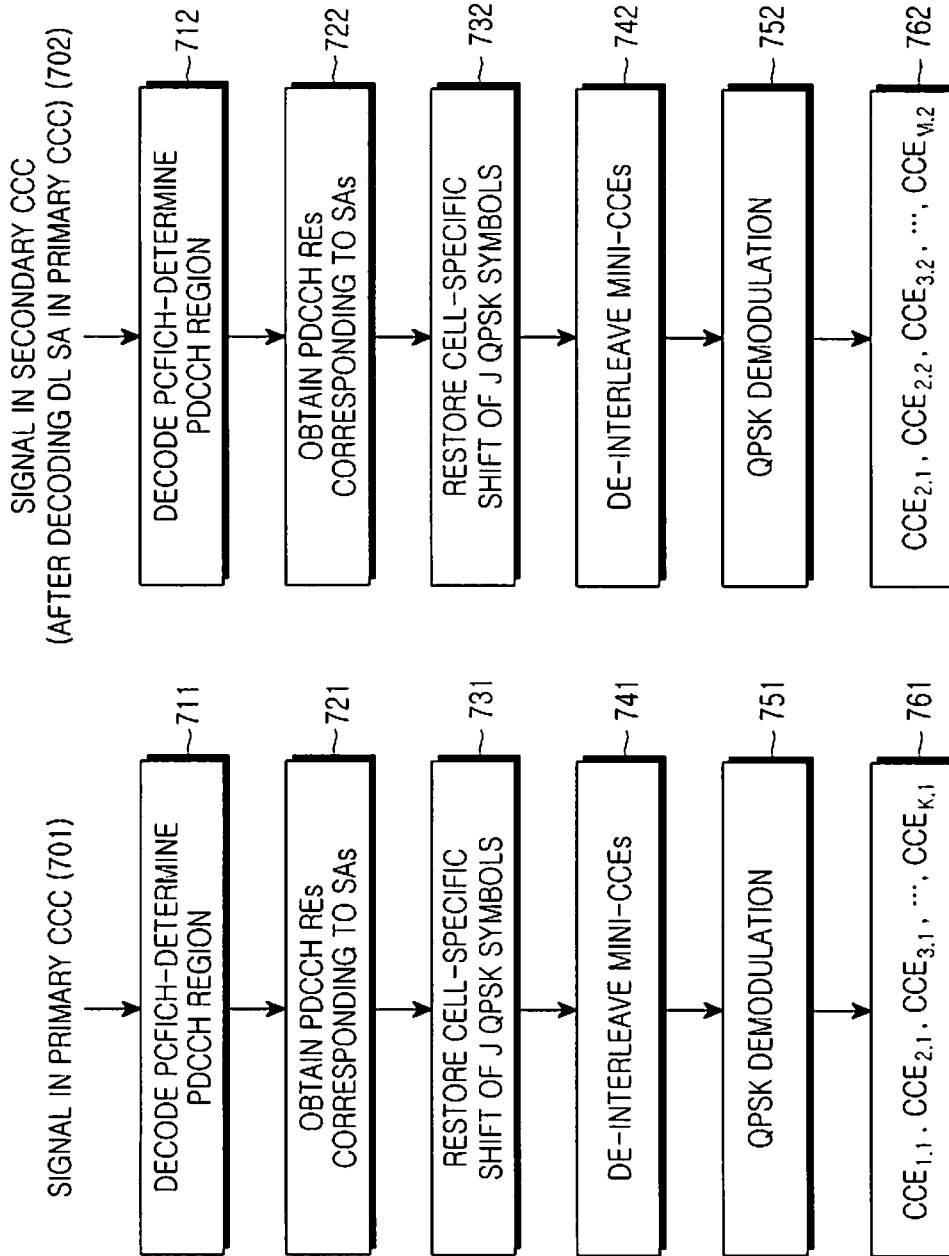 SIGNAL IN PRIMARY CCC (701)
DECODE PCFICH-DETERMINE
PDCCH REGION
711
OBTAIN PDCCH REs
CORRESPONDING TO SAs
721
RESTORE CELL-SPECIFIC
SHIFT OF J QPSK SYMBOLS
731
DE-INTERLEAVE MINI-CCEs
741
QPSK DEMODULATION
751
CCE1,1, CCE2,1, CCE3,1, ..., CCEK,1
761
SIGNAL IN SECONDARY CCC
(AFTER DECODING DL SA IN PRIMARY CCC) (702)
DECODE PCFICH-DETERMINE
PDCCH REGION
712
OBTAIN PDCCH REs
CORRESPONDING TO SAs
722
RESTORE CELL-SPECIFIC
SHIFT OF J QPSK SYMBOLS
732
DE-INTERLEAVE MINI-CCEs
742
QPSK DEMODULATION
752
CCE2,1, CCE2,2, CCE3,2, ..., CCEM,2
762